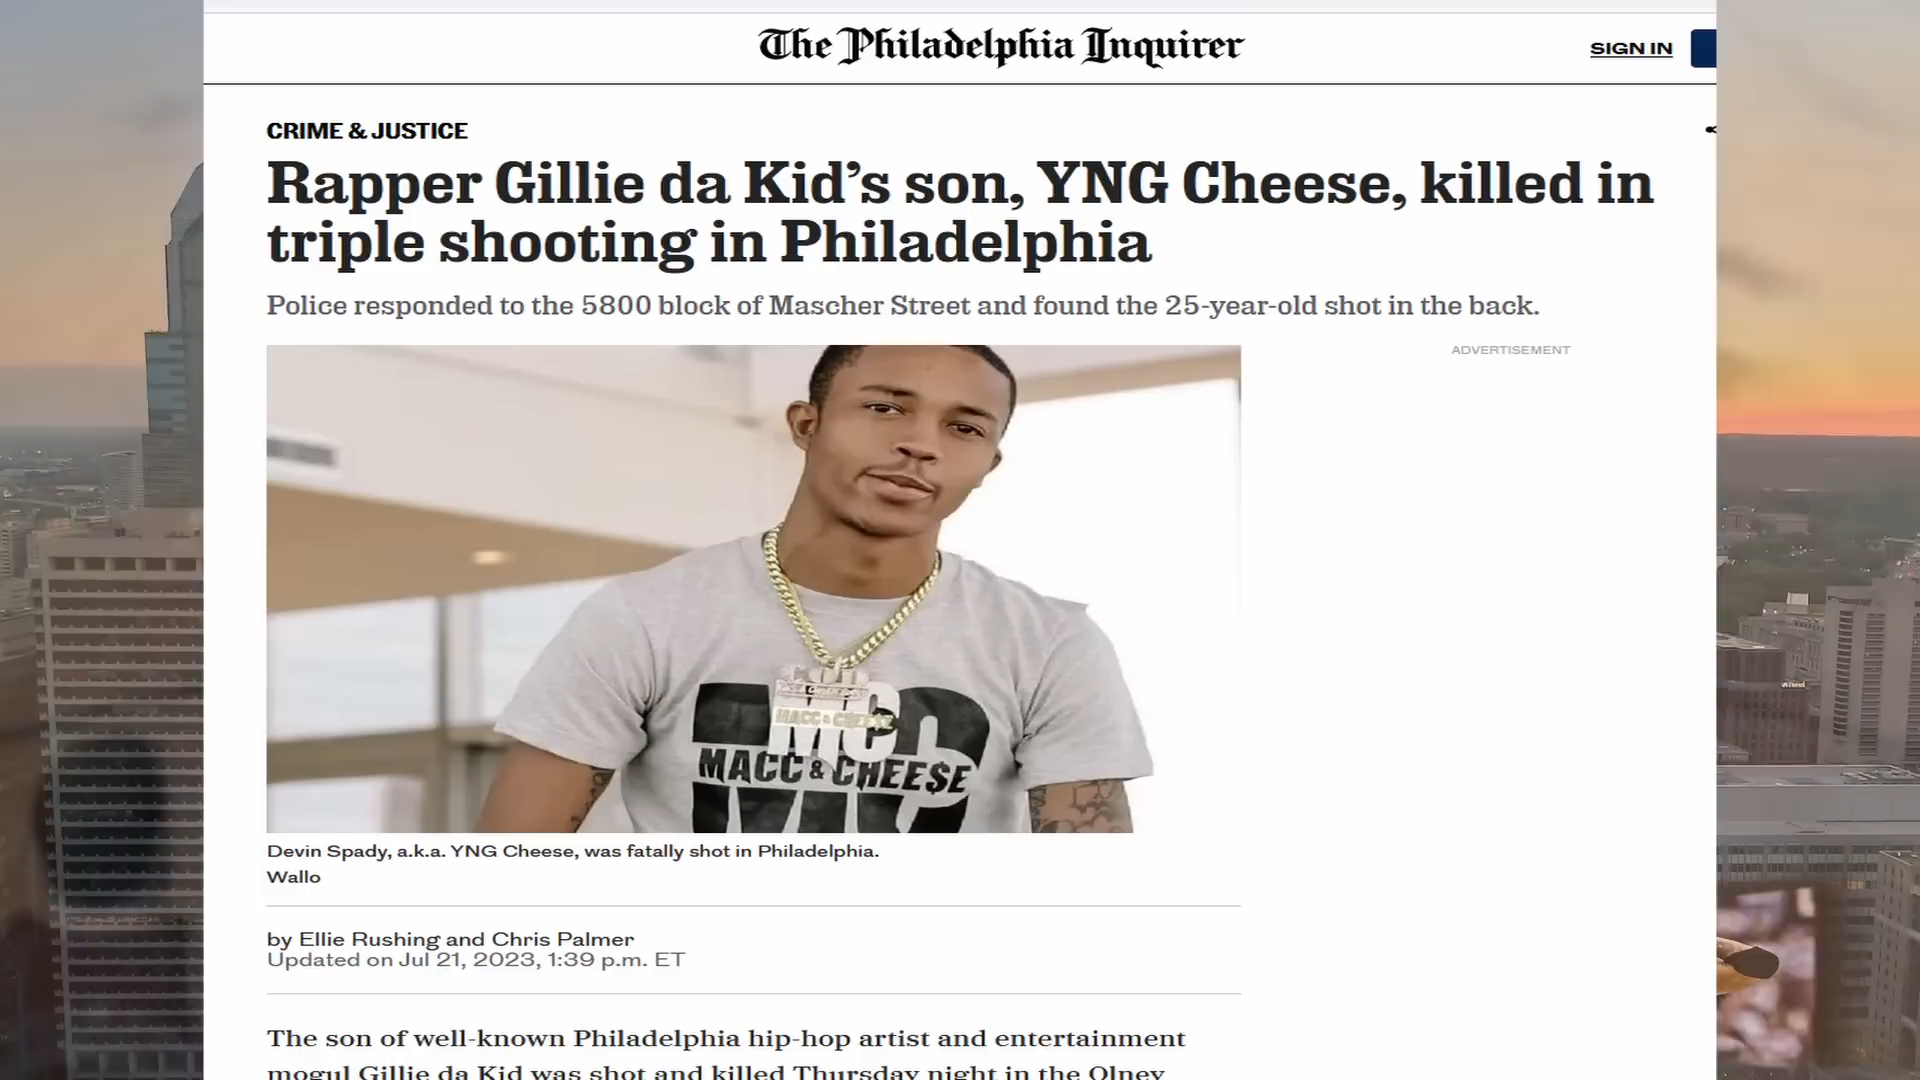 The Philadelphia Inquirer
SIGN IN
CRIME & JUSTICE
Rapper Gillie da Kid’s son, YNG Cheese, killed in
triple shooting in Philadelphia
Police responded to the 5800 block of Mascher Street and found the 25-year-old shot in the back.
ADVERTISEMENT
MACC & CHEESE
MACC & CHEE$E
Devin Spady, a.k.a. YNG Cheese, was fatally shot in Philadelphia.
Wallo
by Ellie Rushing and Chris Palmer
Updated on Jul 21, 2023, 1:39 p.m. ET
The son of well-known Philadelphia hip-hop artist and entertainment
mogul Gillie da Kid was shot and killed Thursday night in the Olney